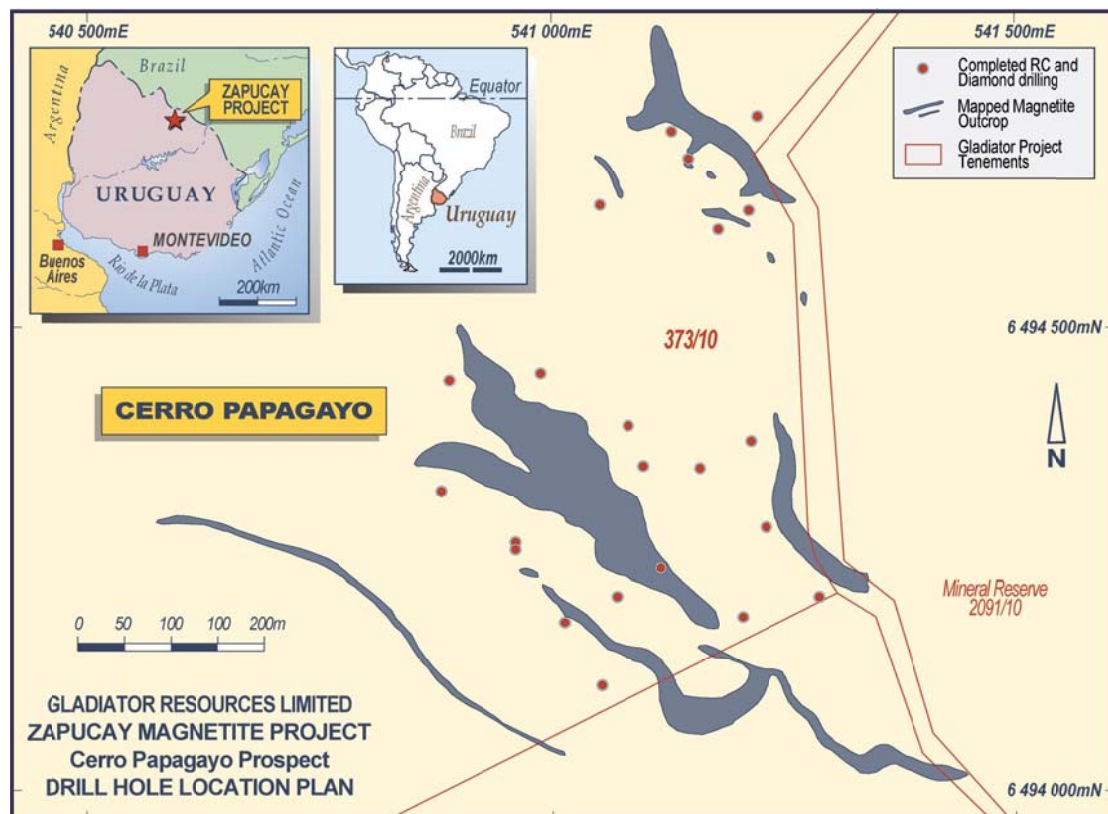 540 500mE
541 000mE
541 500mE
Argentina
Brazil
ZAPUCAY
PROJECT
URUGUAY
MONTEVIDEO
Buenos
Aires
Rio de la Plata
Atlantic Ocean
200km
Equator
Brazil
Argentina
Uruguay
2000km
Completed RC and
Diamond drilling
Mapped Magnetite
Outcrop
Gladiator Project
Tenements
6 494 500mN
373/10
CERRO PAPAGAYO
N
Mineral Reserve
2091/10
0 50 100 100 200m
GLADIATOR RESOURCES LIMITED
ZAPUCAY MAGNETITE PROJECT
Cerro Papagayo Prospect
DRILL HOLE LOCATION PLAN
6 494 000mN